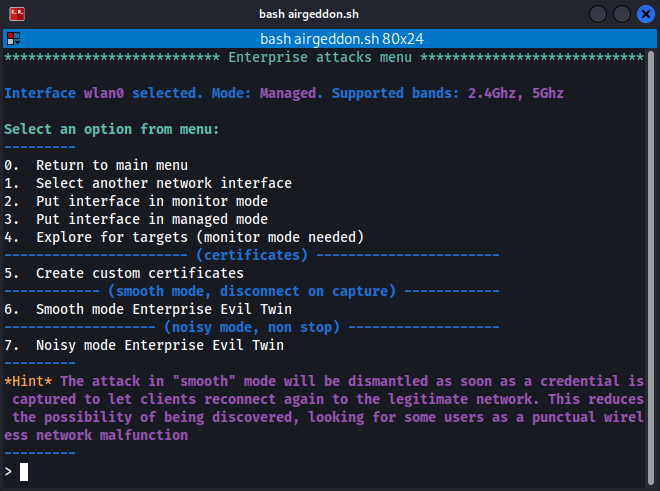 bash airgeddon.sh
bash airgeddon.sh 80x24
*************************** Enterprise attacks menu ****************************
Interface wlan0 selected. Mode: Managed. Supported bands: 2.4Ghz, 5Ghz
Select an option from menu:
---------
0.  Return to main menu
1.  Select another network interface
2.  Put interface in monitor mode
3.  Put interface in managed mode
4.  Explore for targets (monitor mode needed)
----------------------- (certificates) -----------------------
5.  Create custom certificates
------------ (smooth mode, disconnect on capture) ------------
6.  Smooth mode Enterprise Evil Twin
------------------- (noisy mode, non stop) -------------------
7.  Noisy mode Enterprise Evil Twin
---------
*Hint* The attack in "smooth" mode will be dismantled as soon as a credential is
captured to let clients reconnect again to the legitimate network. This reduces
the possibility of being discovered, looking for some users as a punctual wirel
ess network malfunction
---------
>